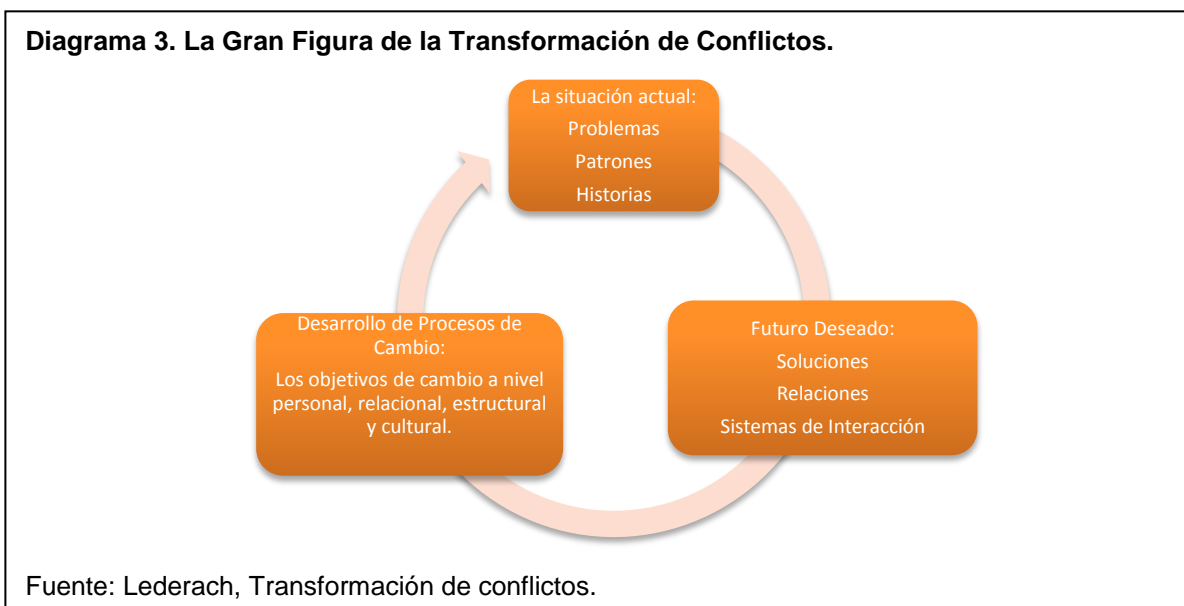 Diagrama 3. La Gran Figura de la Transformación de Conflictos.
La situación actual:
Problemas
Patrones
Historias
Futuro Deseado:
Soluciones
Relaciones
Sistemas de Interacción
Desarrollo de Procesos de
Cambio:
Los objetivos de cambio a nivel
personal, relacional, estructural
y cultural.
Fuente: Lederach, Transformación de conflictos.